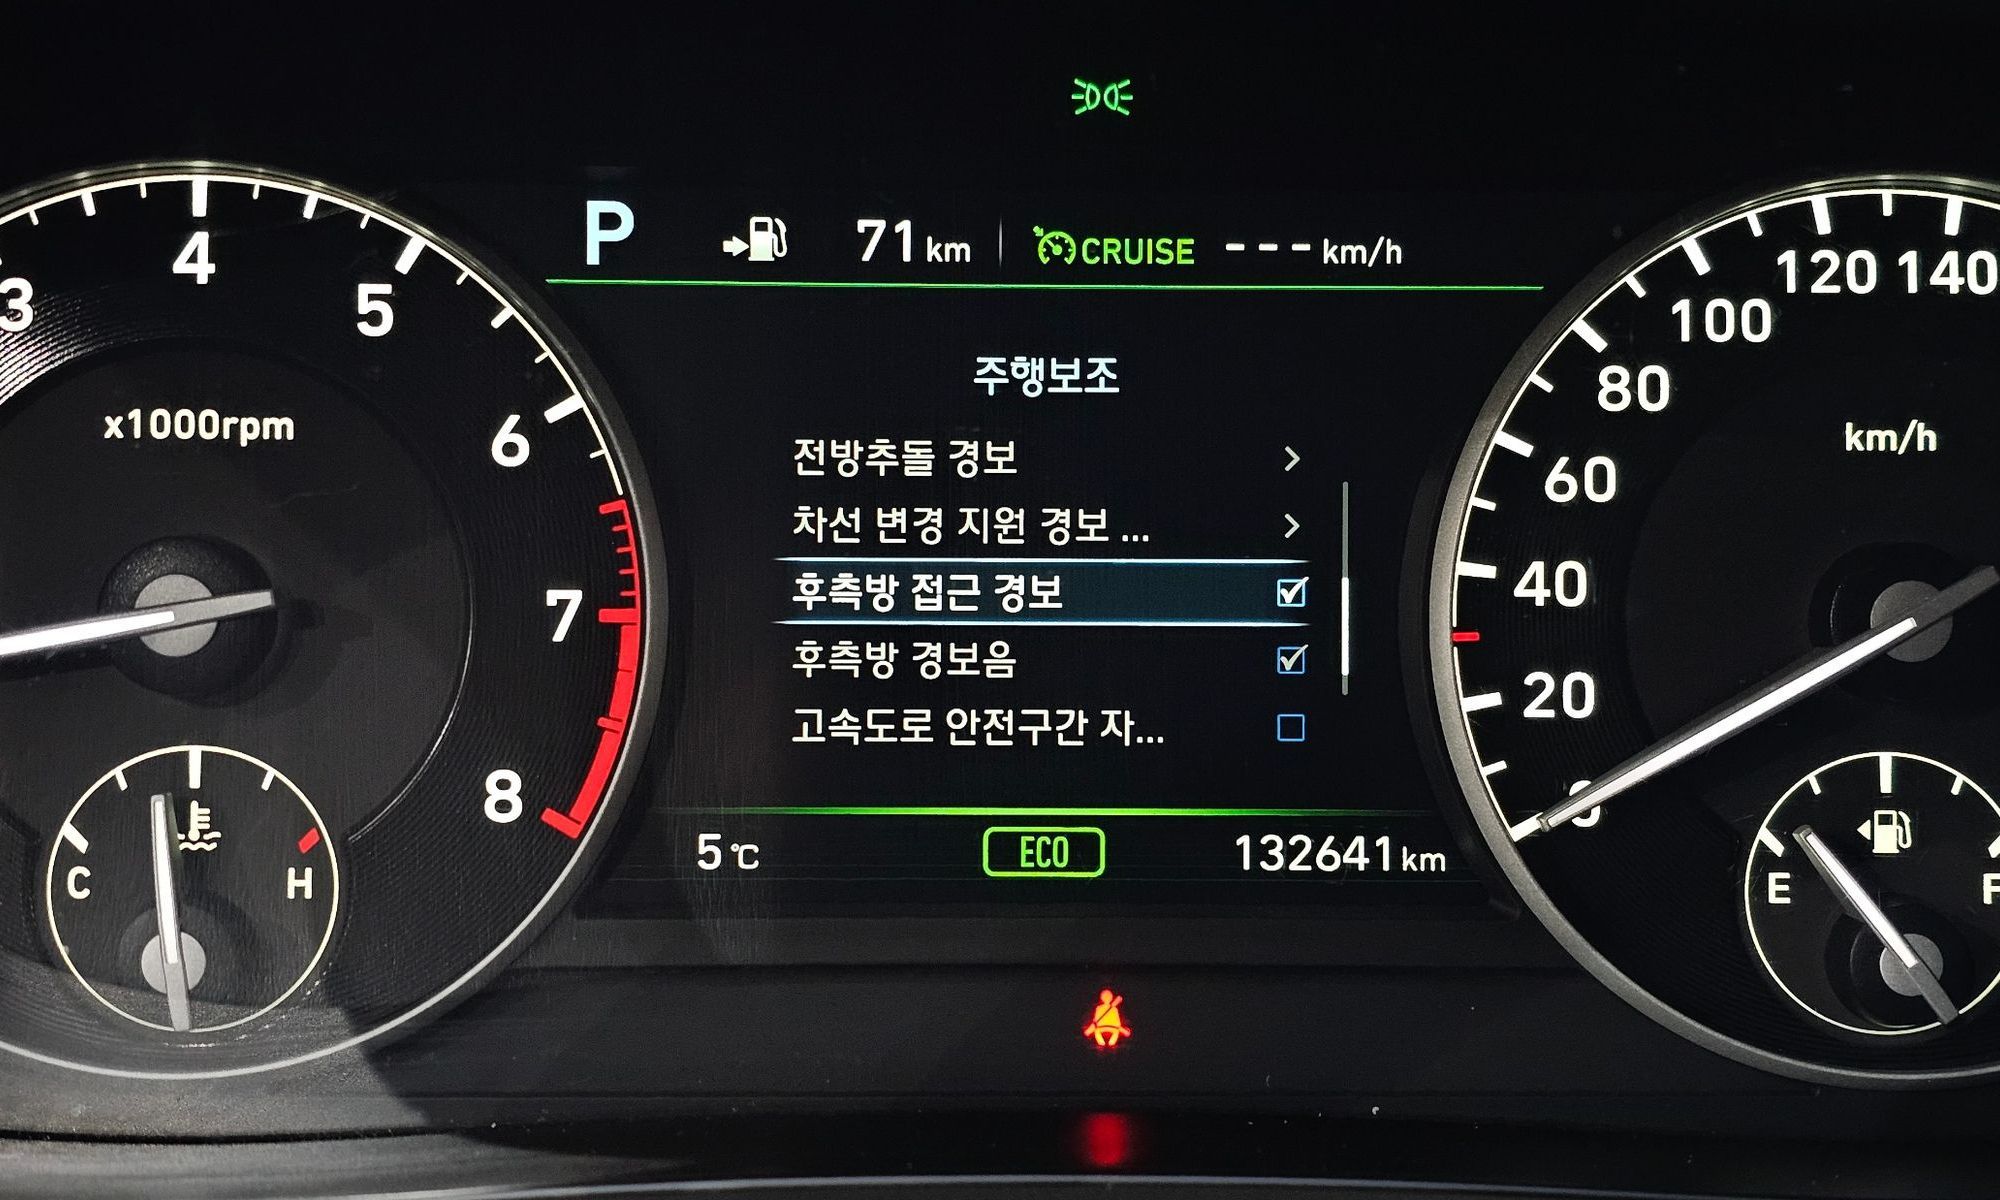 P 71 km CRUISE --- km/h
주행보조
전방추돌 경보
차선 변경 지원 경보 ...
후측방 접근 경보
후측방 경보음
고속도로 안전구간 자...
5 ℃ ECO 132641 km
3 4 5 6 7 8
x1000rpm
C H
0 20 40 60 80 100 120 140
km/h
E F